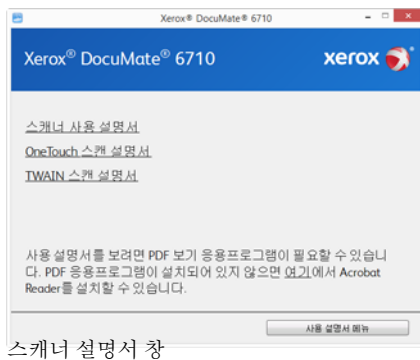 Xerox® DocuMate® 6710
Xerox® DocuMate® 6710
xerox
스캐너 사용 설명서
OneTouch 스캔 설명서
TWAIN 스캔 설명서
사용 설명서를 보려면 PDF 보기 응용프로그램이 필요할 수 있습니
다. PDF 응용프로그램이 설치되어 있지 않으면 여기에서 Acrobat
Reader를 설치할 수 있습니다.
사용 설명서 메뉴
스캐너 설명서 창